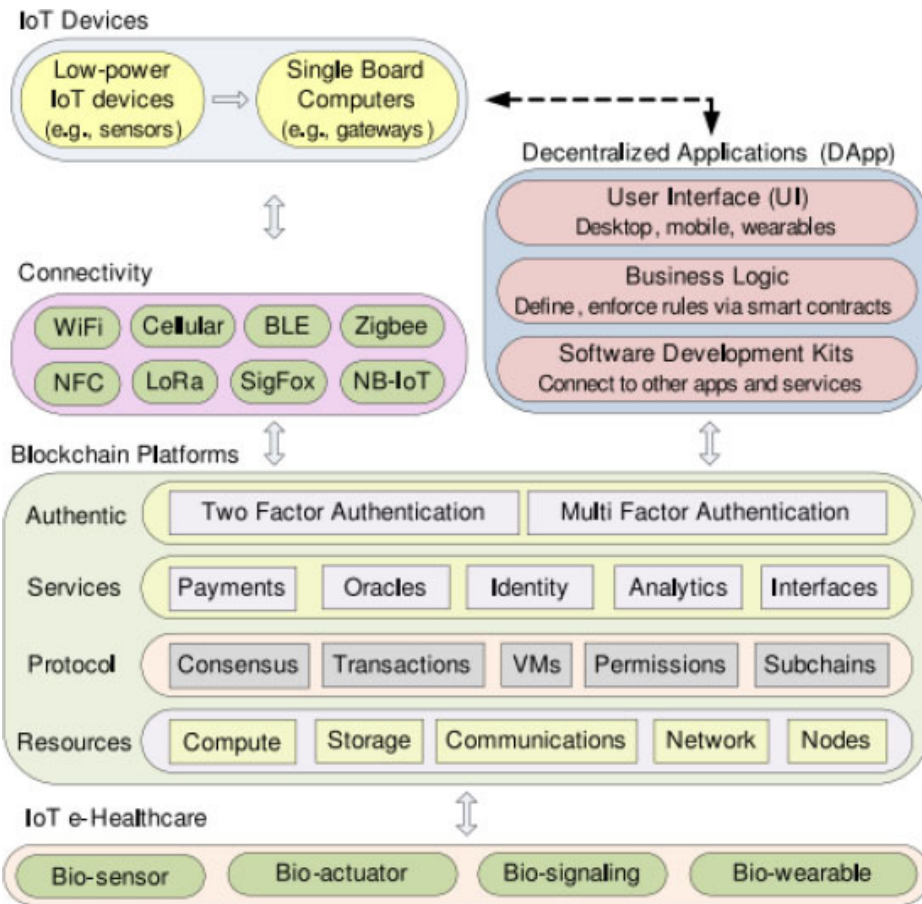 IoT Devices
Low-power
IoT devices
(e.g., sensors)
Single Board
Computers
(e.g., gateways)
Decentralized Applications (DApp)
User Interface (UI)
Desktop, mobile, wearables
Business Logic
Define, enforce rules via smart contracts
Software Development Kits
Connect to other apps and services
Connectivity
WiFi Cellular BLE Zigbee
NFC LoRa SigFox NB-IoT
Blockchain Platforms
Authentic Two Factor Authentication Multi Factor Authentication
Services Payments Oracles Identity Analytics Interfaces
Protocol Consensus Transactions VMs Permissions Subchains
Resources Compute Storage Communications Network Nodes
IoT e-Healthcare
Bio-sensor Bio-actuator Bio-signaling Bio-wearable